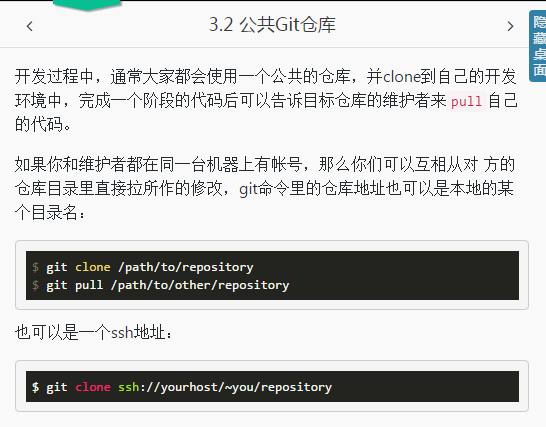 3.2 公共Git仓库
隐藏桌面
开发过程中，通常大家都会使用一个公共的仓库，并clone到自己的开发
环境中，完成一个阶段的代码后可以告诉目标仓库的维护者来 pull 自己
的代码。
如果你和维护者都在同一台机器上有帐号，那么你们可以互相从对 方的
仓库目录里直接拉所作的修改，git命令里的仓库地址也可以是本地的某
个目录名：
$ git clone /path/to/repository
$ git pull /path/to/other/repository
也可以是一个ssh地址：
$ git clone ssh://yourhost/~you/repository